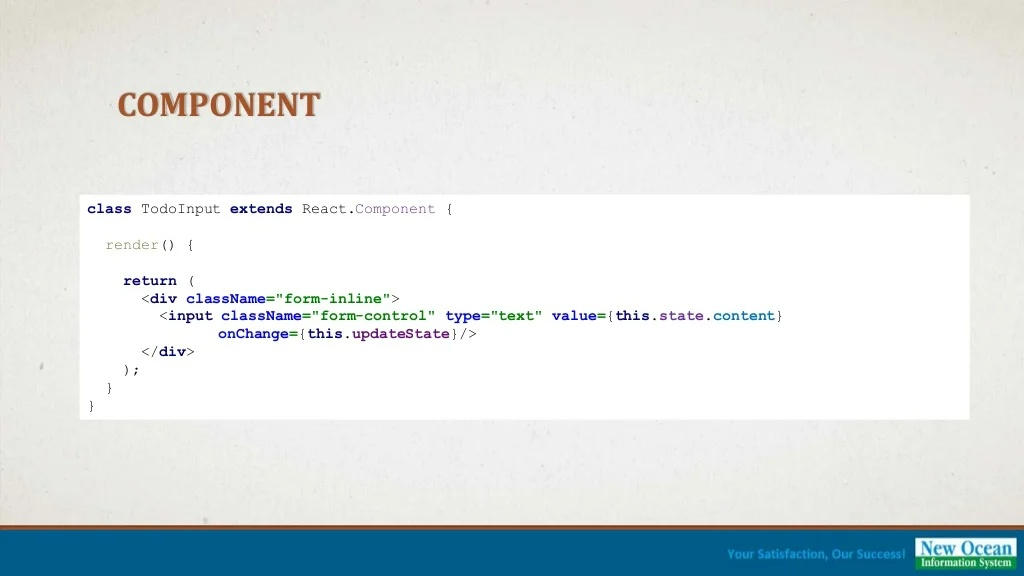 COMPONENT
class TodoInput extends React.Component {
render() {
return (
<div className="form-inline">
<input className="form-control" type="text" value={this.state.content}
onChange={this.updateState}/>
</div>
);
}
}
Your Satisfaction, Our Success!
New Ocean
Information System